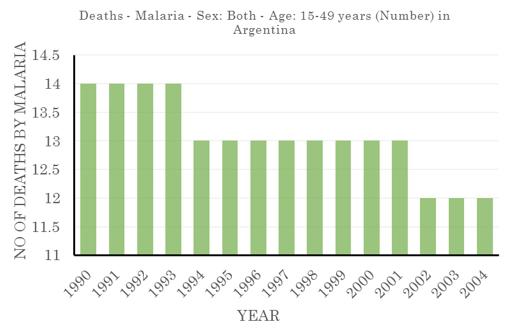 Deaths - Malaria - Sex: Both - Age: 15-49 years (Number) in
Argentina
NO OF DEATHS BY MALARIA
14.5
14
13.5
13
12.5
12
11.5
11
1990 1991 1992 1993 1994 1995 1996 1997 1998 1999 2000 2001 2002 2003 2004
YEAR